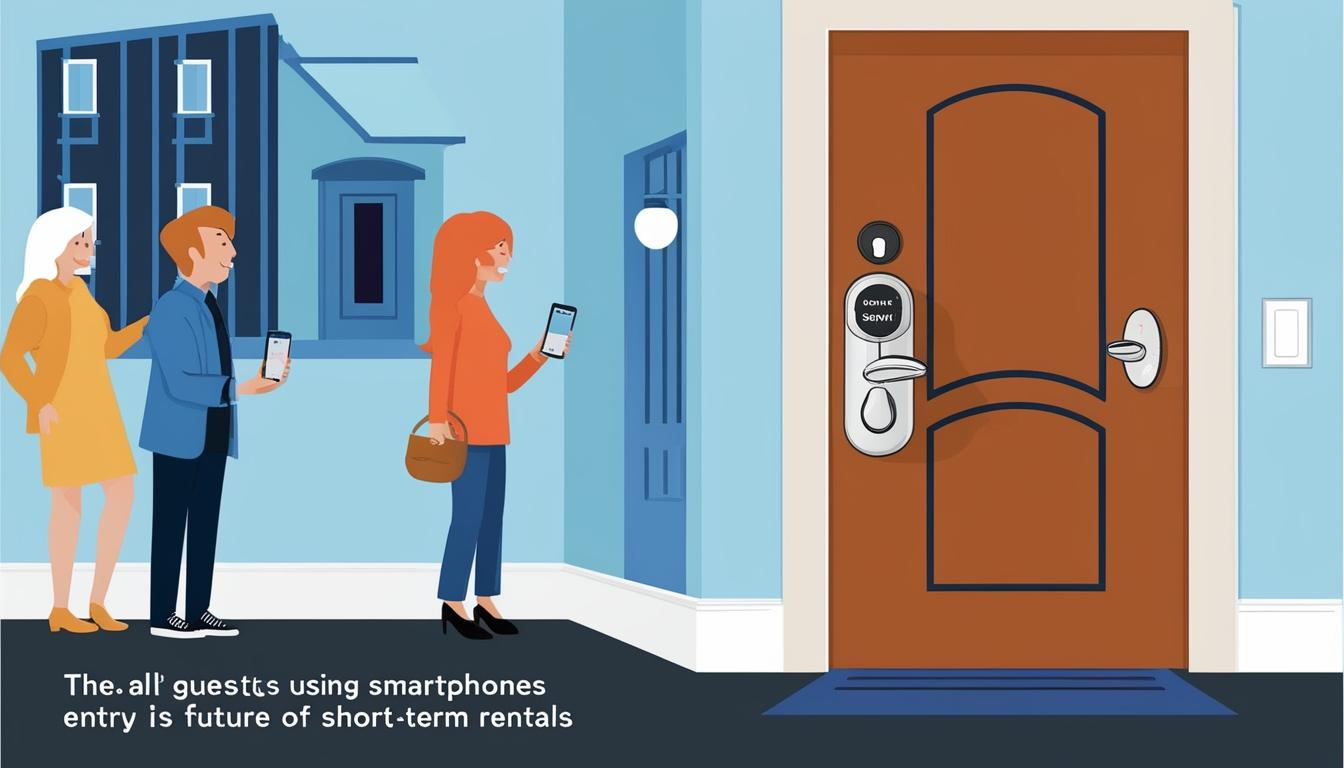 The. all' guestts using smartphones
entry is future of short-term rentals